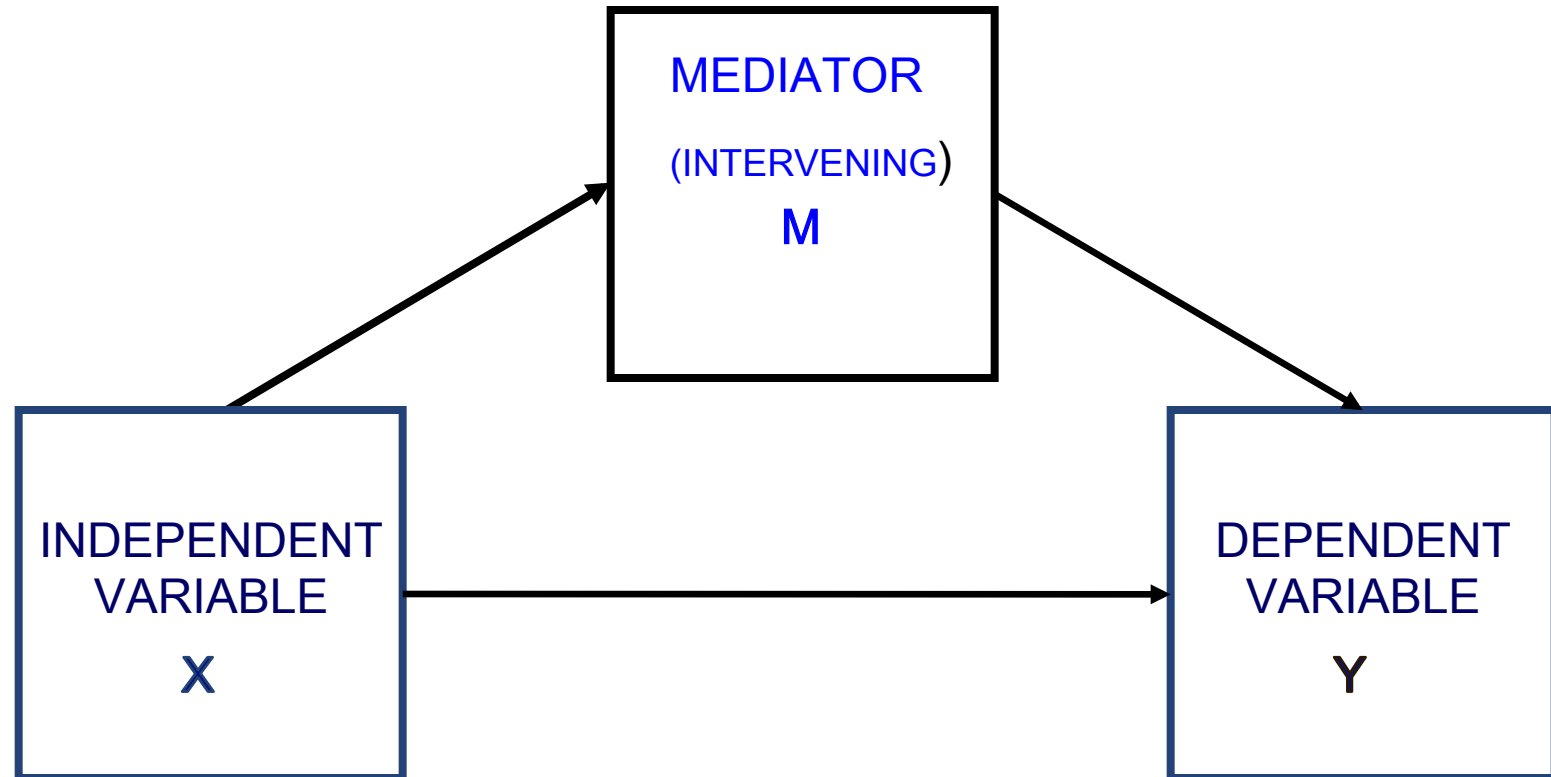 MEDIATOR
(INTERVENING)
M
INDEPENDENT
VARIABLE
X
DEPENDENT
VARIABLE
Y